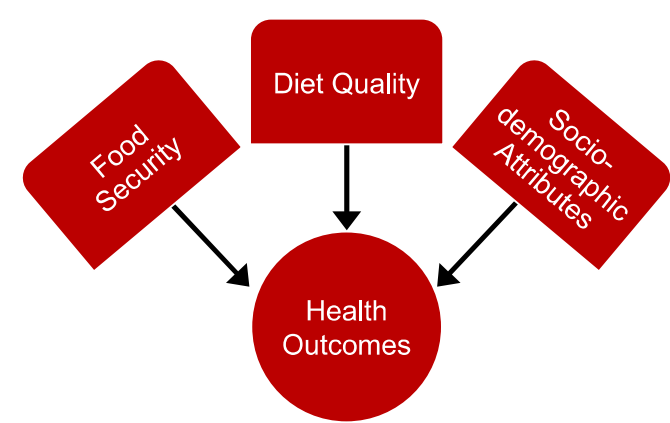 Diet Quality
Food
Security
Socio-
demographic
Attributes
Health
Outcomes